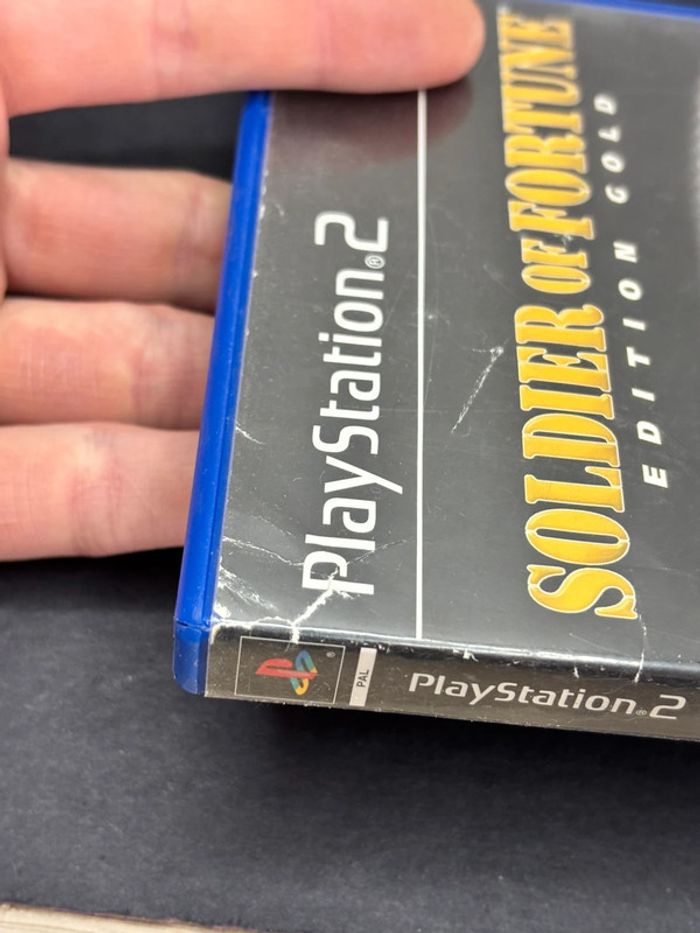 PlayStation®2
SOLDIER OF FORTUNE
EDITION GOLD
®
PAL
PlayStation®2